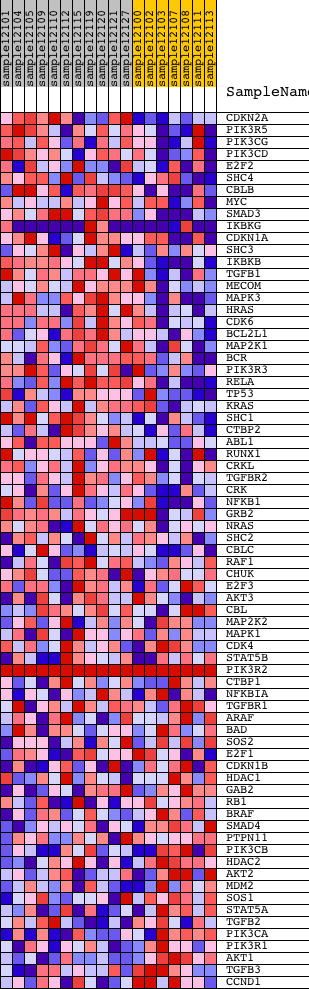 sample12101
sample12104
sample12105
sample12109
sample12110
sample12112
sample12115
sample12120
sample12100
sample12102
sample12103
sample12107
sample12108
sample12111
SampleName
CDKN2A
PIK3R5
PIK3CG
PIK3CD
E2F2
SHC4
CBLB
MYC
SMAD3
IKBKG
CDKN1A
SHC3
IKBKB
TGFB1
MECOM
MAPK3
HRAS
CDK6
BCL2L1
MAP2K1
BCR
PIK3R3
RELA
TP53
KRAS
SHC1
CTBP2
ABL1
RUNX1
CRKL
TGFBR2
CRK
NFKB1
GRB2
NRAS
SHC2
CBLC
RAF1
CHUK
E2F3
AKT3
CBL
MAP2K2
MAPK1
CDK4
STAT5B
PIK3R2
CTBP1
NFKBIA
TGFBR1
ARAF
BAD
SOS2
E2F1
CDKN1B
HDAC1
GAB2
RB1
BRAF
SMAD4
PTPN11
PIK3CB
HDAC2
AKT2
MDM2
SOS1
STAT5A
TGFB2
PIK3CA
PIK3R1
AKT1
TGFB3
CCND1